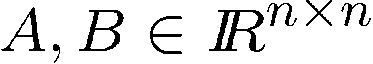 A, B ∈ ℝ^{n×n}